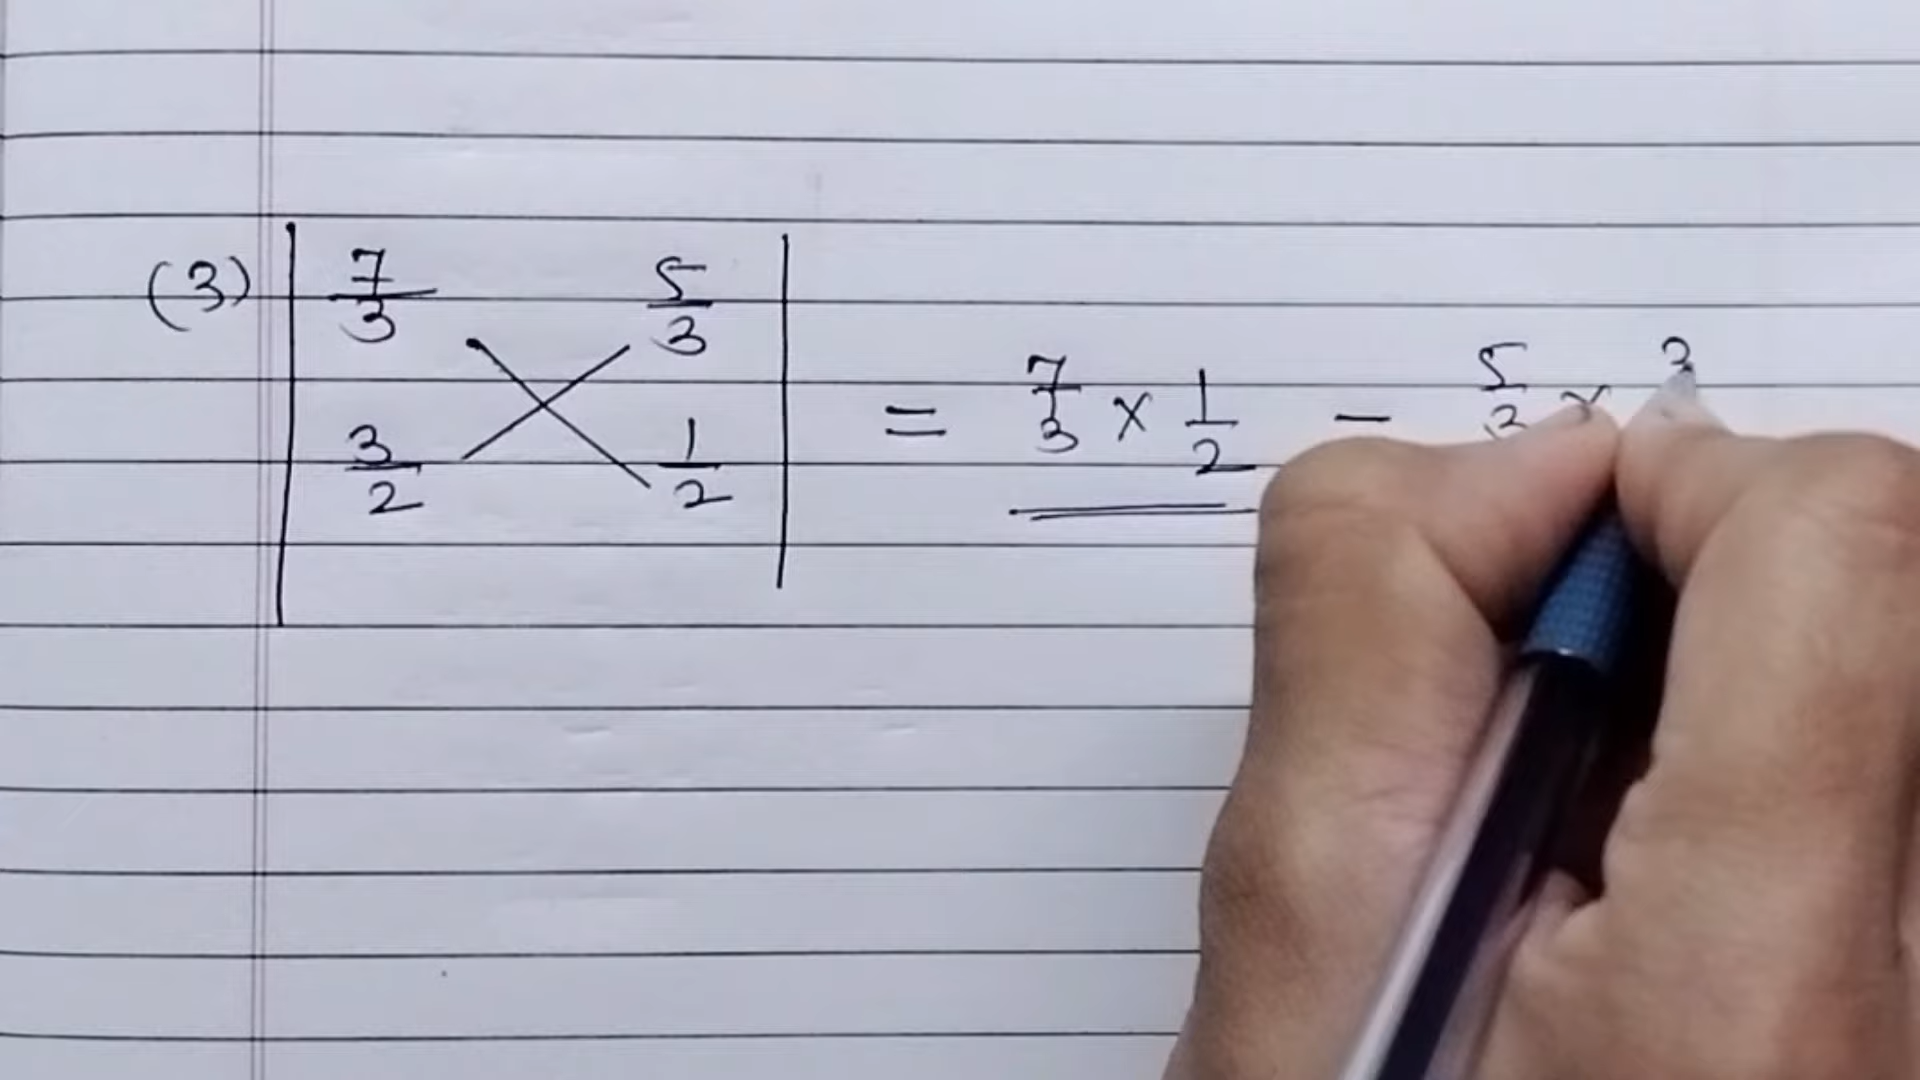 (3) | 7/3 5/3 | = 7/3 × 1/2 − 5/3 ×
| 3/2 1/2 |